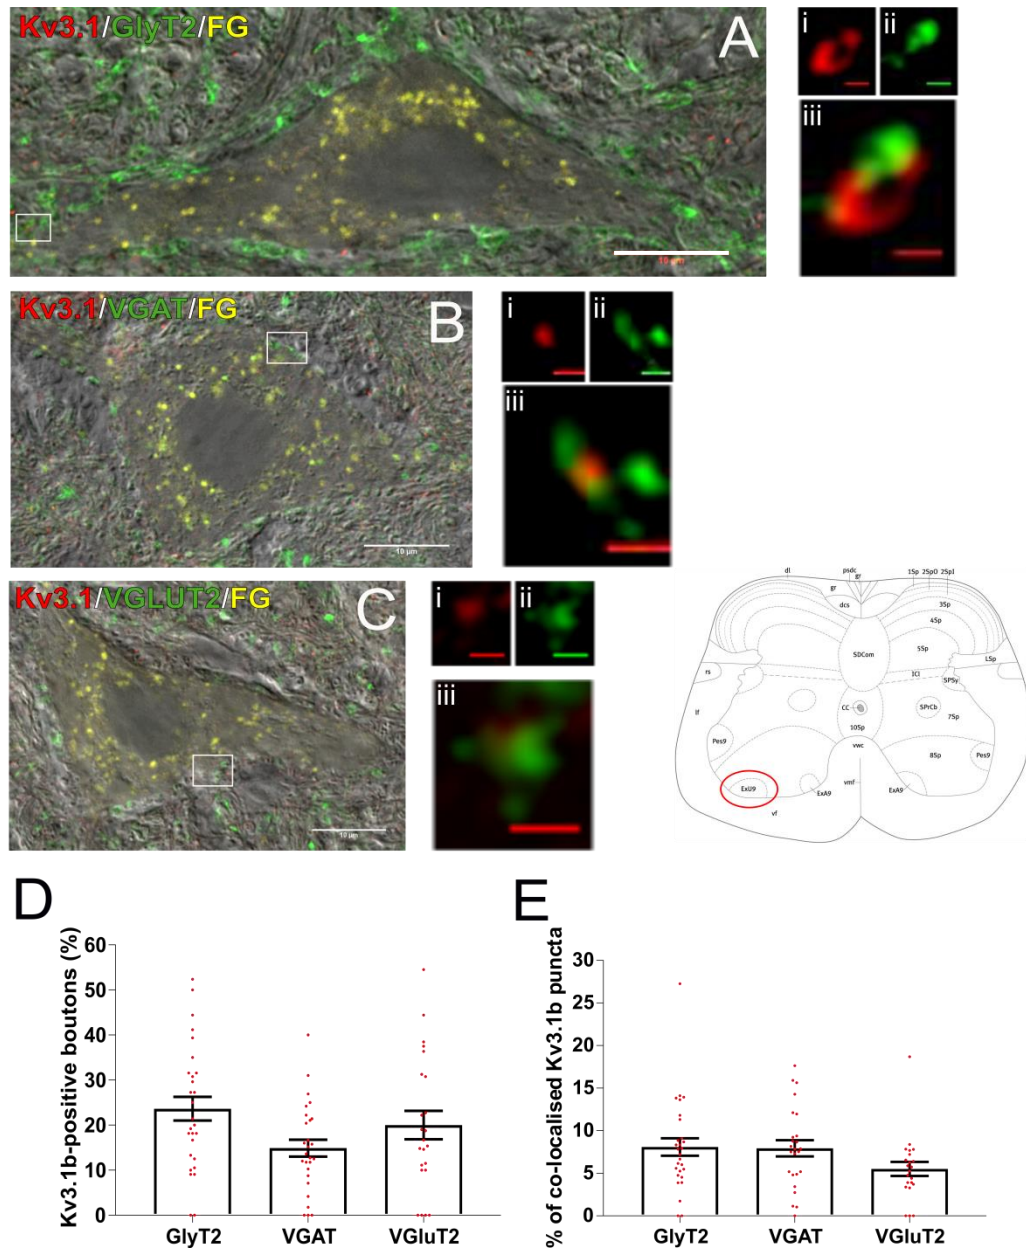 Kv3.1/GlyT2/FG
A
i
ii
iii
Kv3.1/VGAT/FG
B
i
ii
iii
10 µm
Kv3.1/VGLUT2/FG
C
i
ii
iii
10 µm
dl
psdc
gr
gr
1Sp
2SpO
2SpI
dcs
3Sp
4Sp
5Sp
SDCom
LSp
rs
ICl
SPSy
lf
CC
SPrCb
7Sp
10Sp
Pes9
vwc
8Sp
Pes9
ExU9
vmf
ExA9
ExA9
vf
D
Kv3.1b-positive boutons (%)
60
50
40
30
20
10
0
GlyT2
VGAT
VGluT2
E
% of co-localised Kv3.1b puncta
30
25
20
15
10
5
0
GlyT2
VGAT
VGluT2